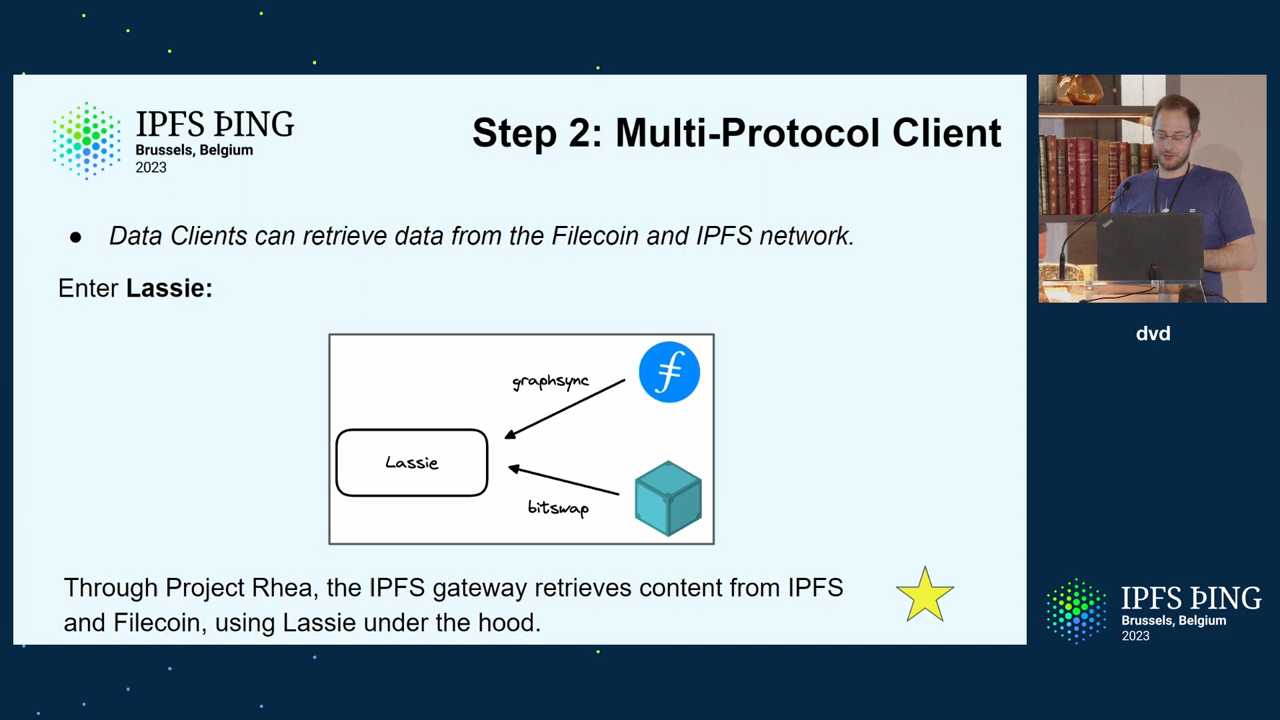 IPFS ÞING
Brussels, Belgium
2023
Step 2: Multi-Protocol Client
● Data Clients can retrieve data from the Filecoin and IPFS network.
Enter Lassie:
graphsync
Lassie
bitswap
Through Project Rhea, the IPFS gateway retrieves content from IPFS
and Filecoin, using Lassie under the hood.
dvd
IPFS ÞING
Brussels, Belgium
2023